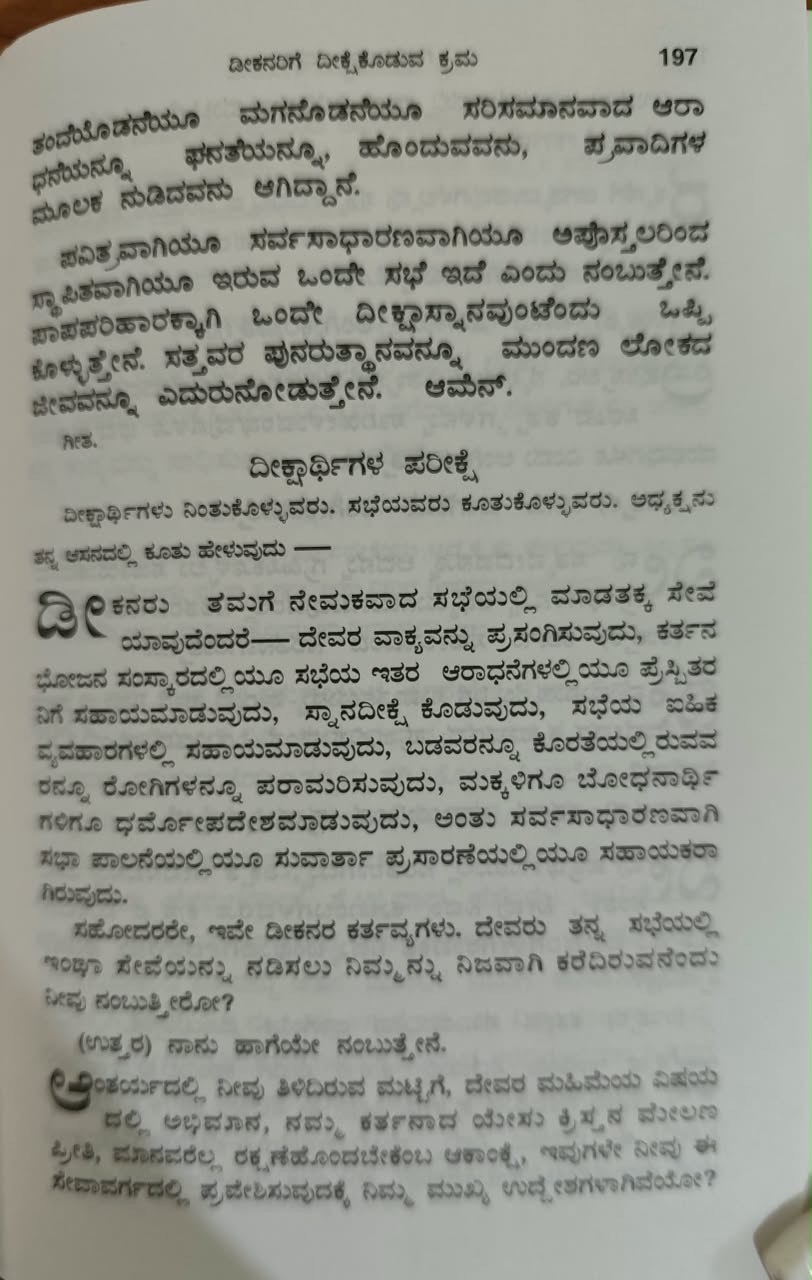 ಡೀಕನರಿಗೆ ದೀಕ್ಷೆಕೊಡುವ ಕ್ರಮ 197
ತಂದೆಯೊಡನೆಯೂ ಮಗನೊಡನೆಯೂ ಸರಿಸಮಾನವಾದ ಆರಾ
ಧನೆಯನ್ನೂ ಘನತೆಯನ್ನೂ, ಹೊಂದುವವನು, ಪ್ರವಾದಿಗಳ
ಮೂಲಕ ನುಡಿದವನು ಆಗಿದ್ದಾನೆ.
ಪವಿತ್ರವಾಗಿಯೂ ಸರ್ವಸಾಧಾರಣವಾಗಿಯೂ ಅಪೊಸ್ತಲರಿಂದ
ಸ್ಥಾಪಿತವಾಗಿಯೂ ಇರುವ ಒಂದೇ ಸಭೆ ಇದೆ ಎಂದು ನಂಬುತ್ತೇನೆ.
ಪಾಪಪರಿಹಾರಕ್ಕಾಗಿ ಒಂದೇ ದೀಕ್ಷಾಸ್ನಾನವುಂಟೆಂದು ಒಪ್ಪಿ
ಕೊಳ್ಳುತ್ತೇನೆ. ಸತ್ತವರ ಪುನರುತ್ಥಾನವನ್ನೂ ಮುಂದಣ ಲೋಕದ
ಜೀವವನ್ನೂ ಎದುರುನೋಡುತ್ತೇನೆ. ಆಮೆನ್.
ಗೀತ.
ದೀಕ್ಷಾರ್ಥಿಗಳ ಪರೀಕ್ಷೆ
ದೀಕ್ಷಾರ್ಥಿಗಳು ನಿಂತುಕೊಳ್ಳುವರು. ಸಭೆಯವರು ಕೂತುಕೊಳ್ಳುವರು. ಅಧ್ಯಕ್ಷನು
ತನ್ನ ಆಸನದಲ್ಲಿ ಕೂತು ಹೇಳುವುದು —
ಡೀಕನರು ತಮಗೆ ನೇಮಕವಾದ ಸಭೆಯಲ್ಲಿ ಮಾಡತಕ್ಕ ಸೇವೆ
ಯಾವುದೆಂದರೆ— ದೇವರ ವಾಕ್ಯವನ್ನು ಪ್ರಸಂಗಿಸುವುದು, ಕರ್ತನ
ಭೋಜನ ಸಂಸ್ಕಾರದಲ್ಲಿಯೂ ಸಭೆಯ ಇತರ ಆರಾಧನೆಗಳಲ್ಲಿಯೂ ಪ್ರೆಸ್ಬಿತರ
ನಿಗೆ ಸಹಾಯಮಾಡುವುದು, ಸ್ನಾನದೀಕ್ಷೆ ಕೊಡುವುದು, ಸಭೆಯ ಐಹಿಕ
ವ್ಯವಹಾರಗಳಲ್ಲಿ ಸಹಾಯಮಾಡುವುದು, ಬಡವರನ್ನೂ ಕೊರತೆಯಲ್ಲಿರುವವ
ರನ್ನೂ ರೋಗಿಗಳನ್ನೂ ಪರಾಮರಿಸುವುದು, ಮಕ್ಕಳಿಗೂ ಬೋಧನಾರ್ಥಿ
ಗಳಿಗೂ ಧರ್ಮೋಪದೇಶಮಾಡುವುದು, ಅಂತು ಸರ್ವಸಾಧಾರಣವಾಗಿ
ಸಭಾ ಪಾಲನೆಯಲ್ಲಿಯೂ ಸುವಾರ್ತಾ ಪ್ರಸಾರಣೆಯಲ್ಲಿಯೂ ಸಹಾಯಕರಾ
ಗಿರುವುದು.
ಸಹೋದರರೇ, ಇವೇ ಡೀಕನರ ಕರ್ತವ್ಯಗಳು. ದೇವರು ತನ್ನ ಸಭೆಯಲ್ಲಿ
ಇಂಥಾ ಸೇವೆಯನ್ನು ನಡಿಸಲು ನಿಮ್ಮನ್ನು ನಿಜವಾಗಿ ಕರೆದಿರುವನೆಂದು
ನೀವು ನಂಬುತ್ತೀರೋ?
(ಉತ್ತರ) ನಾನು ಹಾಗೆಯೇ ನಂಬುತ್ತೇನೆ.
ಆಂತರ್ಯದಲ್ಲಿ ನೀವು ತಿಳಿದಿರುವ ಮಟ್ಟಿಗೆ, ದೇವರ ಮಹಿಮೆಯ ವಿಷಯ
ದಲ್ಲಿ ಅಭಿಮಾನ, ನಮ್ಮ ಕರ್ತನಾದ ಯೇಸು ಕ್ರಿಸ್ತನ ಮೇಲಣ
ಪ್ರೀತಿ, ಮಾನವರೆಲ್ಲ ರಕ್ಷಣೆಹೊಂದಬೇಕೆಂಬ ಆಕಾಂಕ್ಷೆ, ಇವುಗಳೇ ನೀವು ಈ
ಸೇವಾವರ್ಗದಲ್ಲಿ ಪ್ರವೇಶಿಸುವುದಕ್ಕೆ ನಿಮ್ಮ ಮುಖ್ಯ ಉದ್ದೇಶಗಳಾಗಿವೆಯೋ?